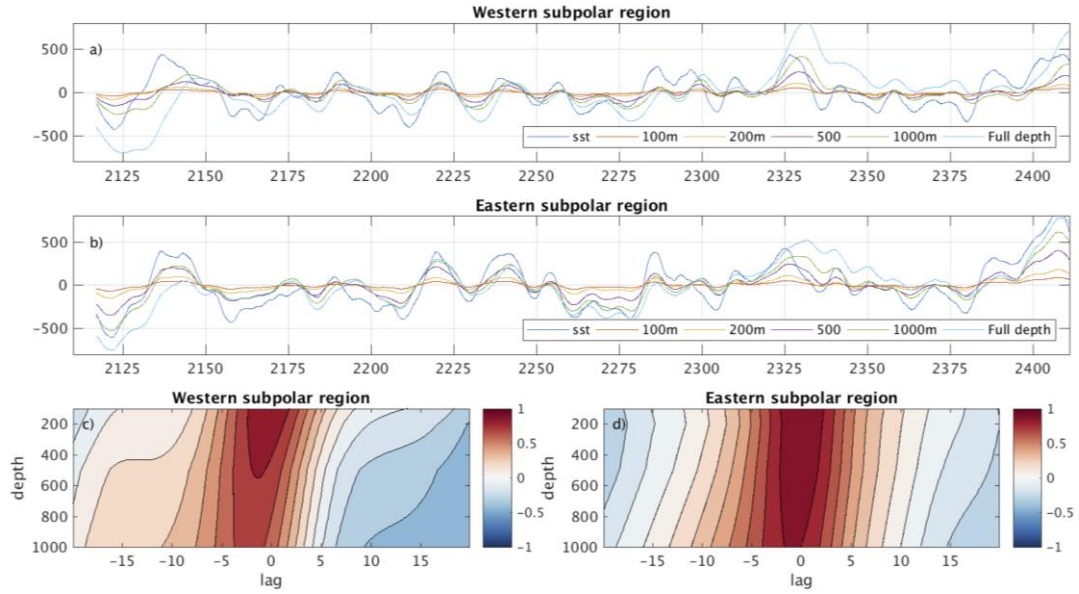 Western subpolar region
a)
500
0
−500
sst 100m 200m 500 1000m Full depth
2125 2150 2175 2200 2225 2250 2275 2300 2325 2350 2375 2400
Eastern subpolar region
b)
500
0
−500
sst 100m 200m 500 1000m Full depth
2125 2150 2175 2200 2225 2250 2275 2300 2325 2350 2375 2400
Western subpolar region
c)
depth
200
400
600
800
1000
−15 −10 −5 0 5 10 15
lag
1
0.5
0
−0.5
−1
Eastern subpolar region
d)
depth
200
400
600
800
1000
−15 −10 −5 0 5 10 15
lag
1
0.5
0
−0.5
−1